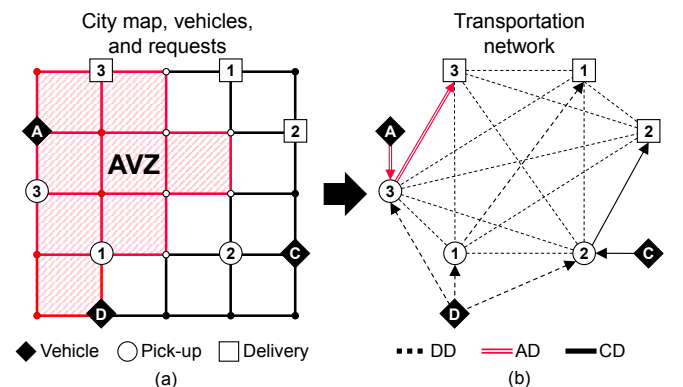 City map, vehicles,
and requests
Transportation
network
3 1
A
2
AVZ
3
1 2 C
D
3 1
A
2
3
1 2 C
D
Vehicle Pick-up Delivery
DD AD CD
(a)
(b)